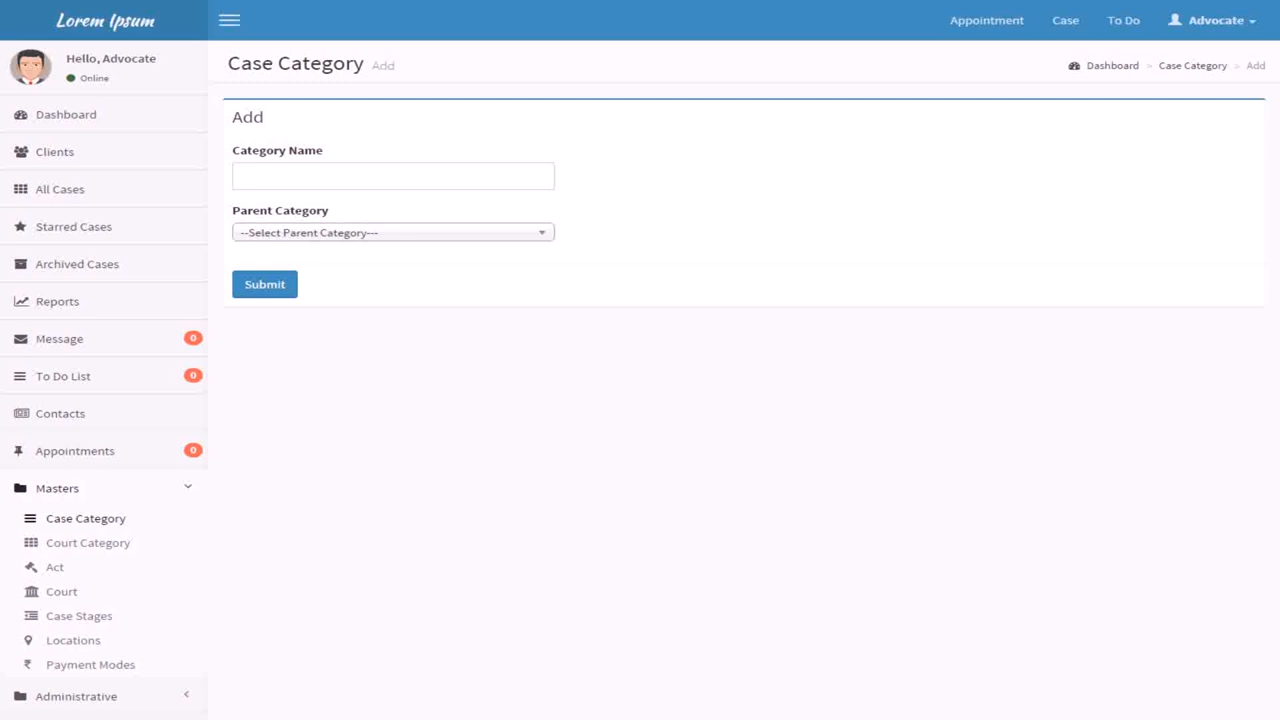 Lorem Ipsum
Appointment
Case
To Do
Advocate
Hello, Advocate
Online
Case Category Add
Dashboard > Case Category > Add
Dashboard
Clients
All Cases
Starred Cases
Archived Cases
Reports
Message 0
To Do List 0
Contacts
Appointments 0
Masters
Case Category
Court Category
Act
Court
Case Stages
Locations
₹ Payment Modes
Administrative
Add
Category Name
Parent Category
--Select Parent Category---
Submit